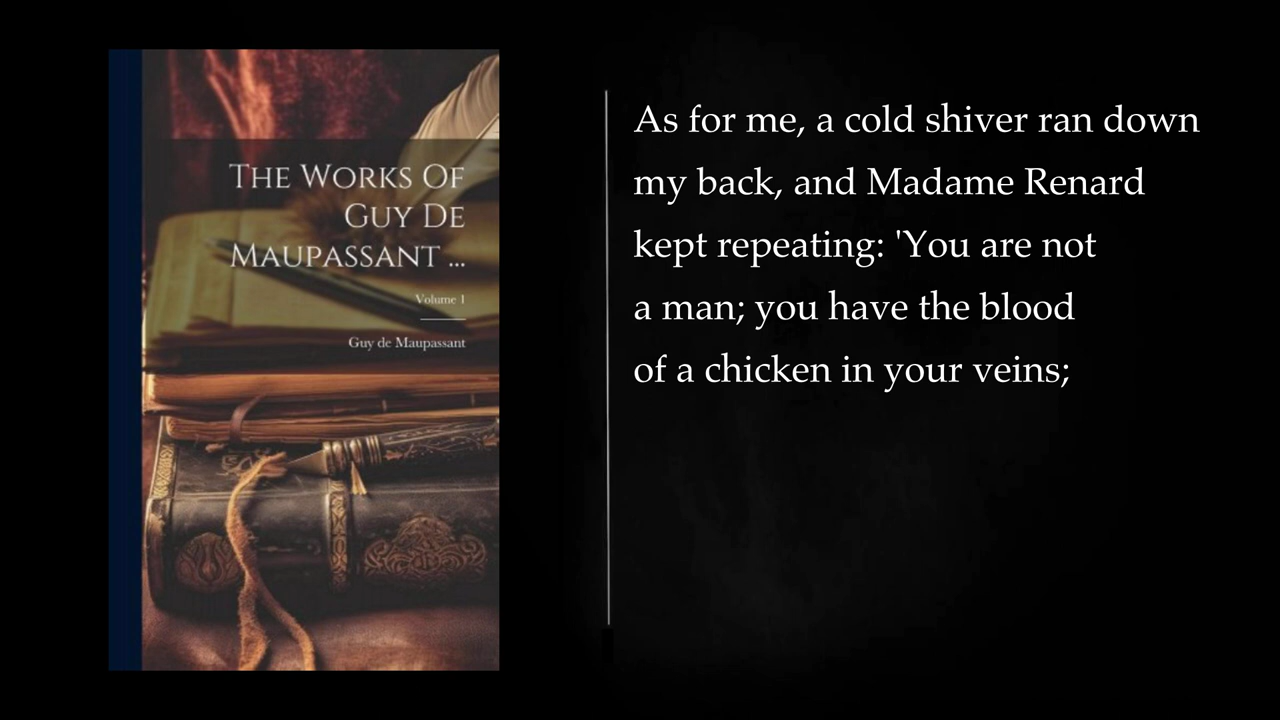 The Works Of
Guy De
Maupassant ...
Volume 1
Guy de Maupassant
As for me, a cold shiver ran down
my back, and Madame Renard
kept repeating: 'You are not
a man; you have the blood
of a chicken in your veins;